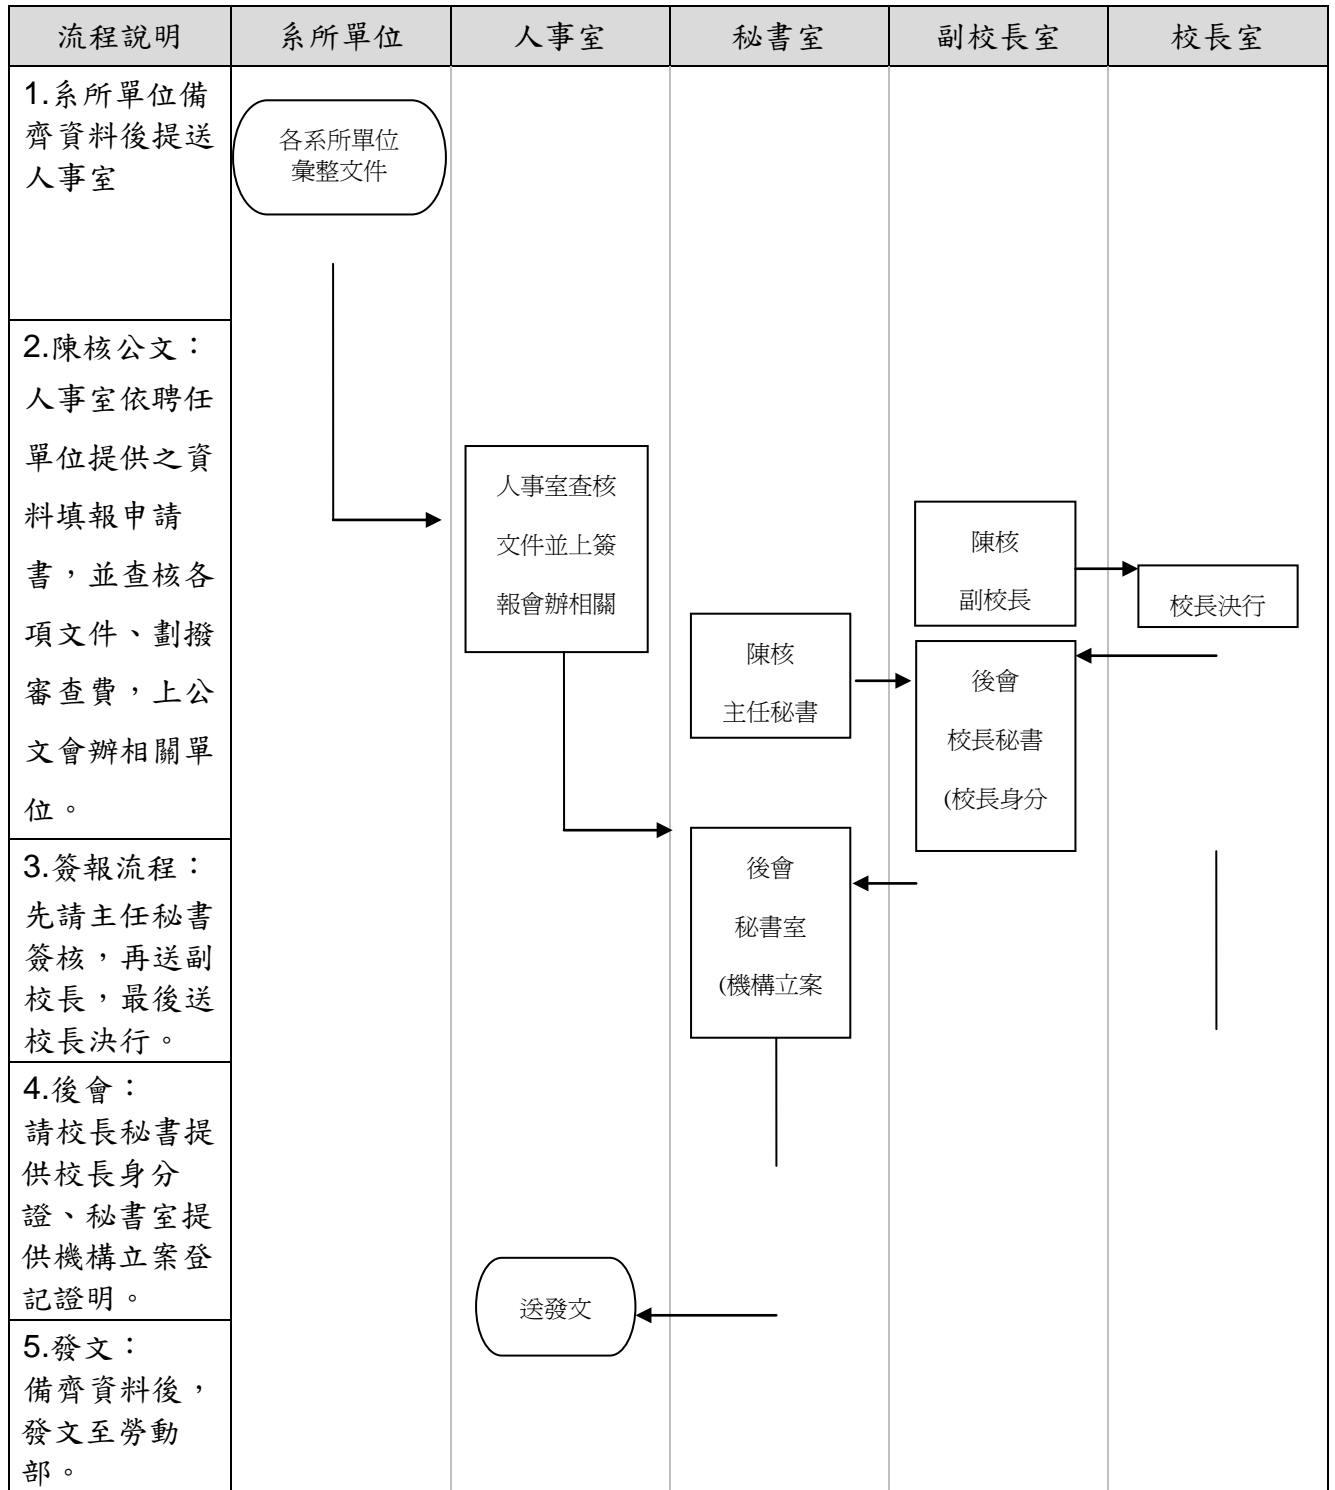 流程說明
系所單位
人事室
秘書室
副校長室
校長室
1.系所單位備
齊資料後提送
人事室
各系所單位
彙整文件
2.陳核公文：
人事室依聘任
單位提供之資
料填報申請
書，並查核各
項文件、劃撥
審查費，上公
文會辦相關單
位。
人事室查核
文件並上簽
報會辦相關
陳核
主任秘書
陳核
副校長
校長決行
後會
校長秘書
(校長身分
後會
秘書室
(機構立案
3.簽報流程：
先請主任秘書
簽核，再送副
校長，最後送
校長決行。
4.後會：
請校長秘書提
供校長身分
證、秘書室提
供機構立案登
記證明。
送發文
5.發文：
備齊資料後，
發文至勞動
部。